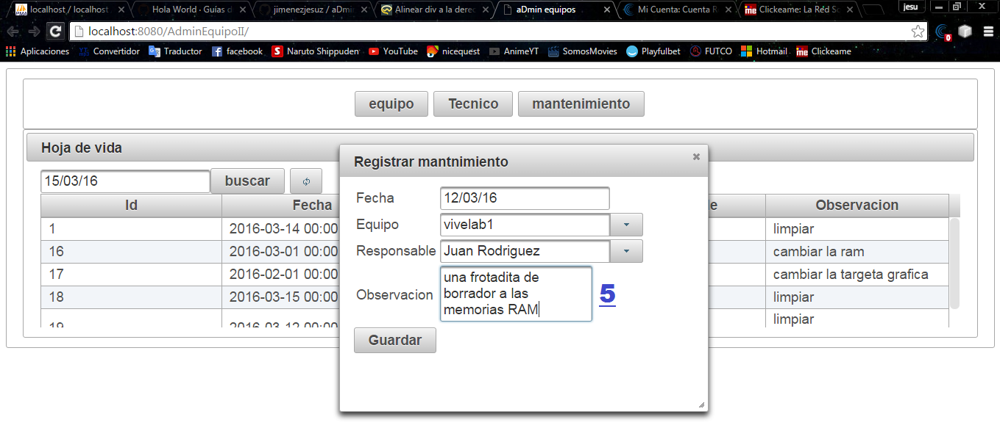 localhost / localhost
Hola World · Guías d
jimenezjesuz / aDmin
Alinear div a la derec
aDmin equipos
Mi Cuenta: Cuenta R
Clickeame: La Red So
jesu
localhost:8080/AdminEquipoII/
0
Aplicaciones
Convertidor
Traductor
facebook
Naruto Shippuden
YouTube
nicequest
AnimeYT
SomosMovies
Playfulbet
FUTCO
Hotmail
Clickeame
equipo Tecnico mantenimiento
Hoja de vida
15/03/16 buscar
Id Fecha Observacion
1 2016-03-14 00:00 limpiar
16 2016-03-01 00:00 cambiar la ram
17 2016-02-01 00:00 cambiar la targeta grafica
18 2016-03-15 00:00 limpiar
19 2016-03-12 00:00 limpiar
Registrar mantnimiento
Fecha 12/03/16
Equipo vivelab1
Responsable Juan Rodriguez
Observacion
una frotadita de
borrador a las
memorias RAM
5
Guardar